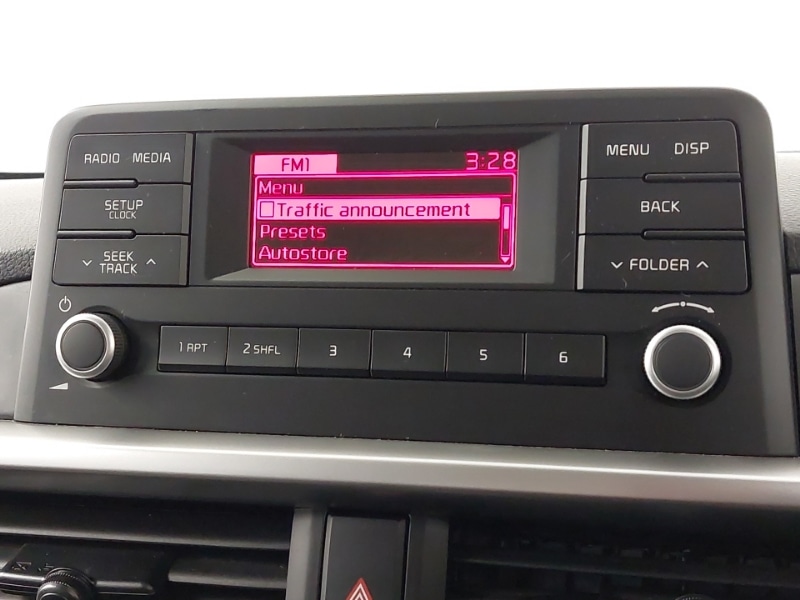 RADIO MEDIA
SETUP
CLOCK
SEEK
TRACK
FM1 3:28
Menu
Traffic announcement
Presets
Autostore
MENU DISP
BACK
FOLDER
1 RPT
2 SHFL
3
4
5
6